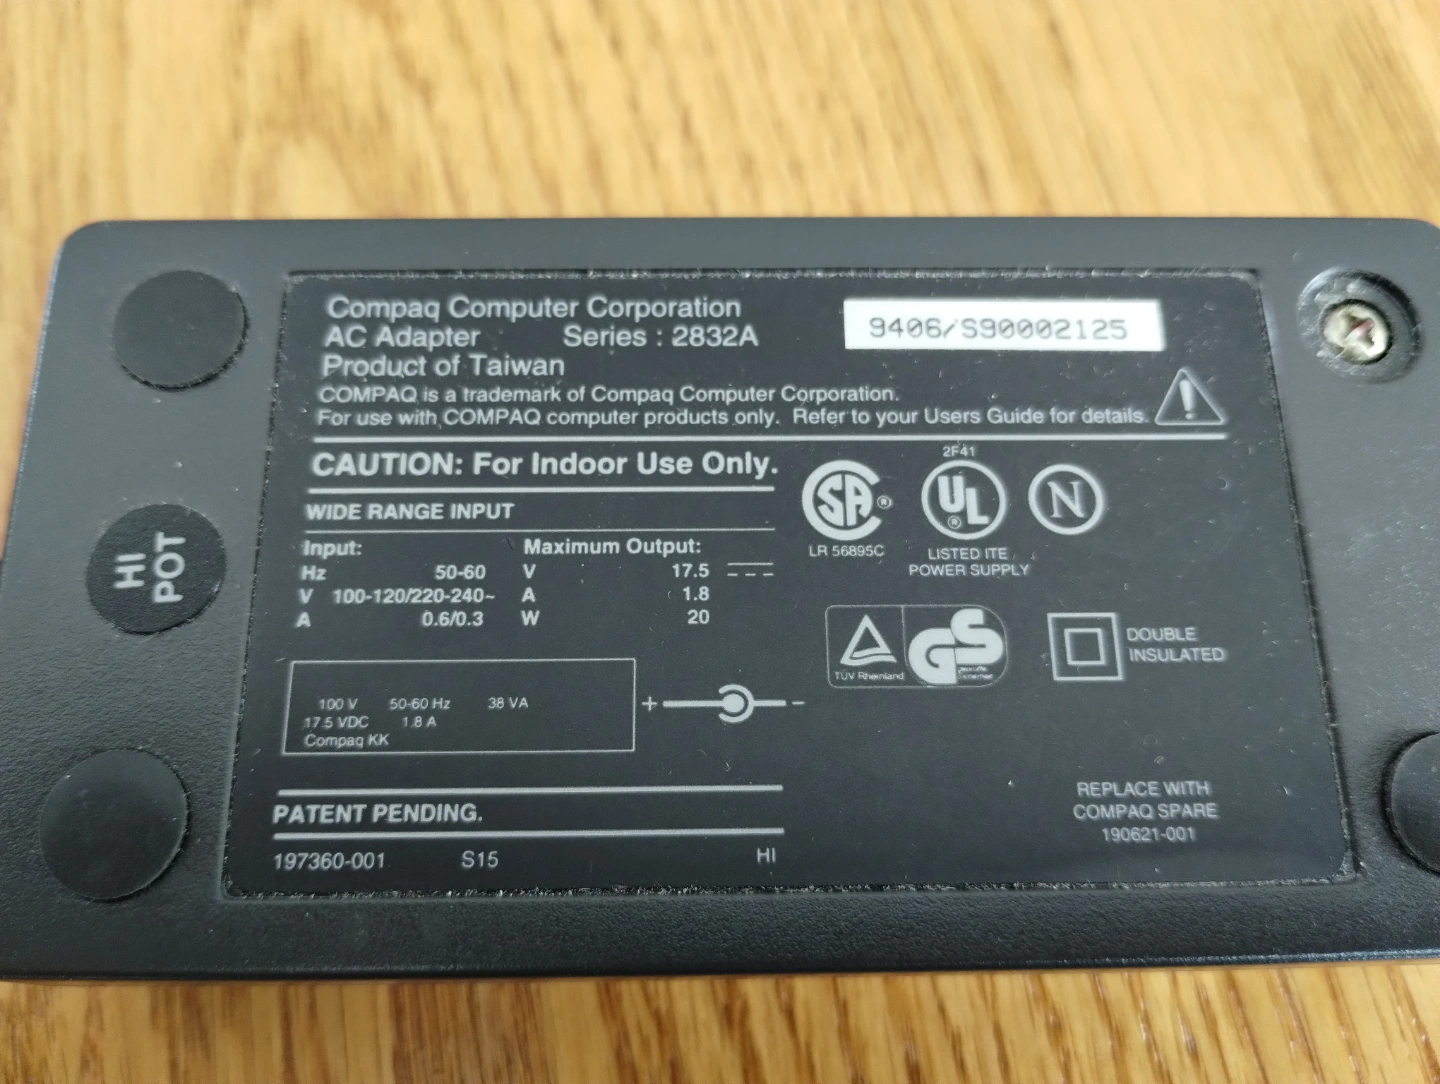 Compaq Computer Corporation
AC Adapter Series : 2832A
9406/S90002125
Product of Taiwan
COMPAQ is a trademark of Compaq Computer Corporation.
For use with COMPAQ computer products only. Refer to your Users Guide for details.
CAUTION: For Indoor Use Only.
WIDE RANGE INPUT
Input: Maximum Output:
Hz 50-60 V 17.5
V 100-120/220-240~ A 1.8
A 0.6/0.3 W 20
SA ®
LR 56895C
2F41
UL ®
LISTED ITE
POWER SUPPLY
N
HI
POT
TÜV Rheinland
GS
DOUBLE
INSULATED
100 V 50-60 Hz 38 VA
17.5 VDC 1.8 A
Compaq KK
+ -
PATENT PENDING.
197360-001 S15 HI
REPLACE WITH
COMPAQ SPARE
190621-001